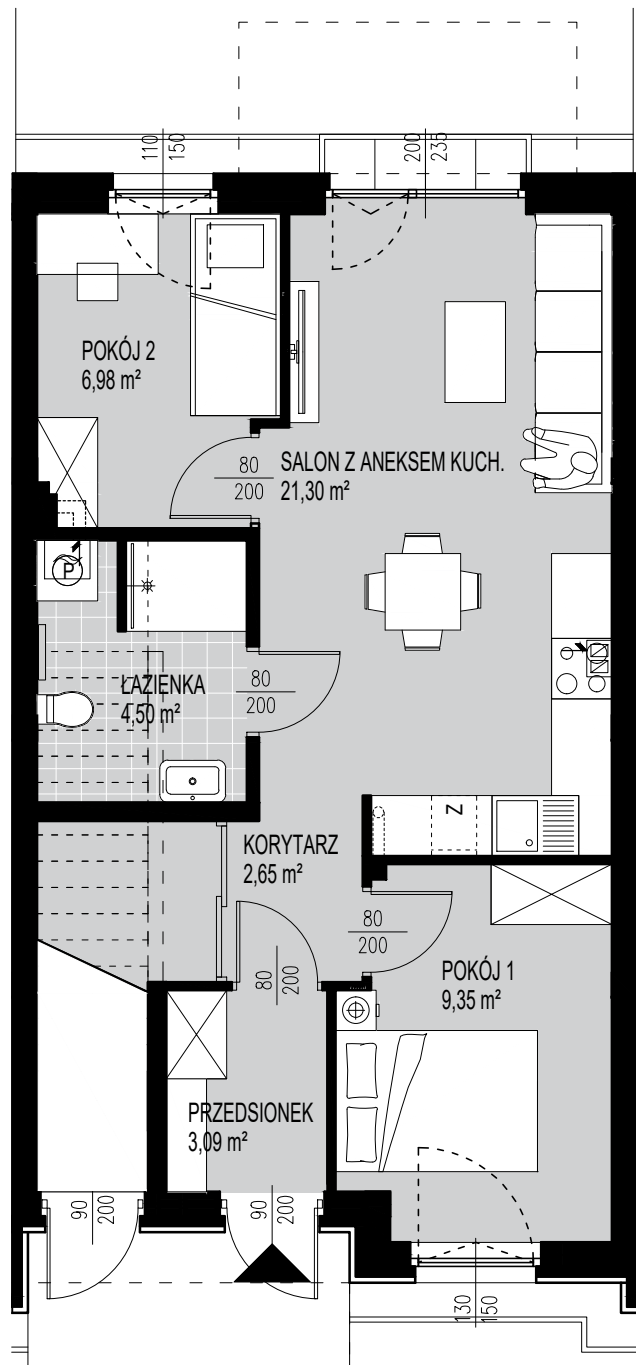 110
150
200
235
POKÓJ 2
6,98 m²
80
200
SALON Z ANEKSEM KUCH.
21,30 m²
P
ŁAZIENKA
4,50 m²
80
200
Z
KORYTARZ
2,65 m²
80
200
80
200
POKÓJ 1
9,35 m²
PRZEDSIONEK
3,09 m²
90
200
90
200
130
150